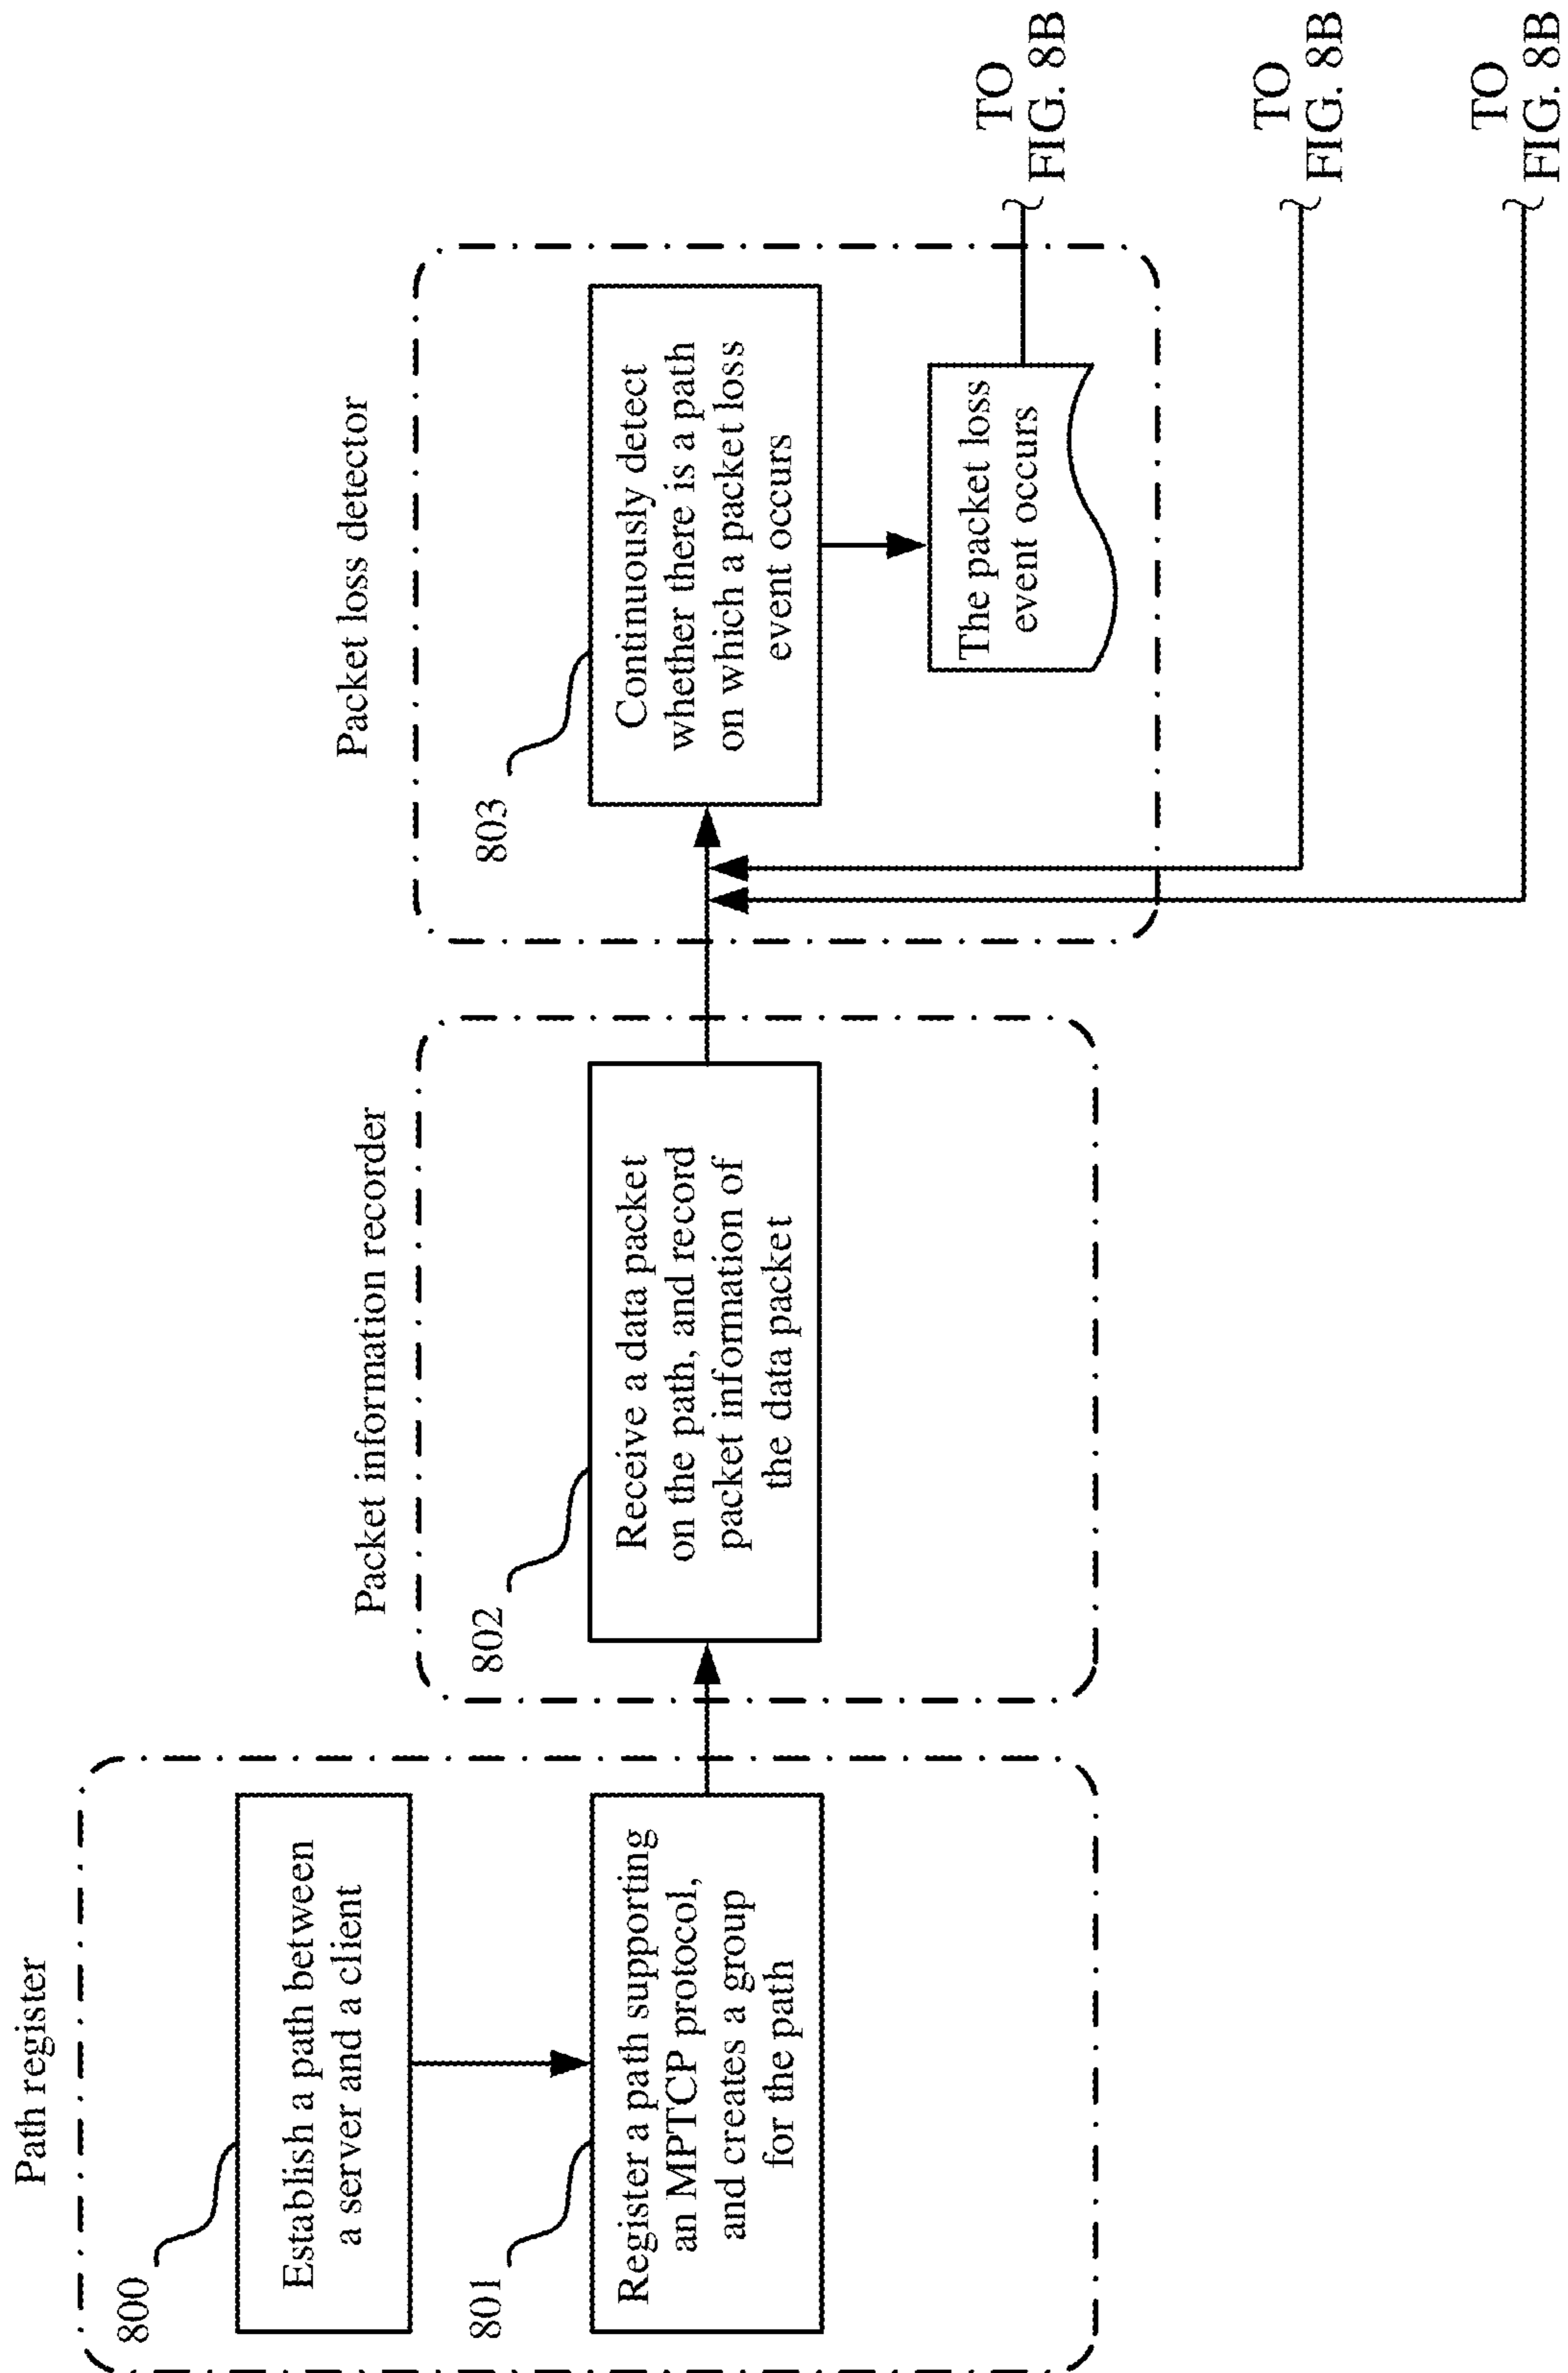 Path register
800
Establish a path between
a server and a client
801
Register a path supporting
an MPTCP protocol,
and creates a group
for the path
Packet information recorder
802
Receive a data packet
on the path, and record
packet information of
the data packet
Packet loss detector
803
Continuously detect
whether there is a path
on which a packet loss
event occurs
The packet loss
event occurs
TO
FIG. 8B
TO
FIG. 8B
TO
FIG. 8B